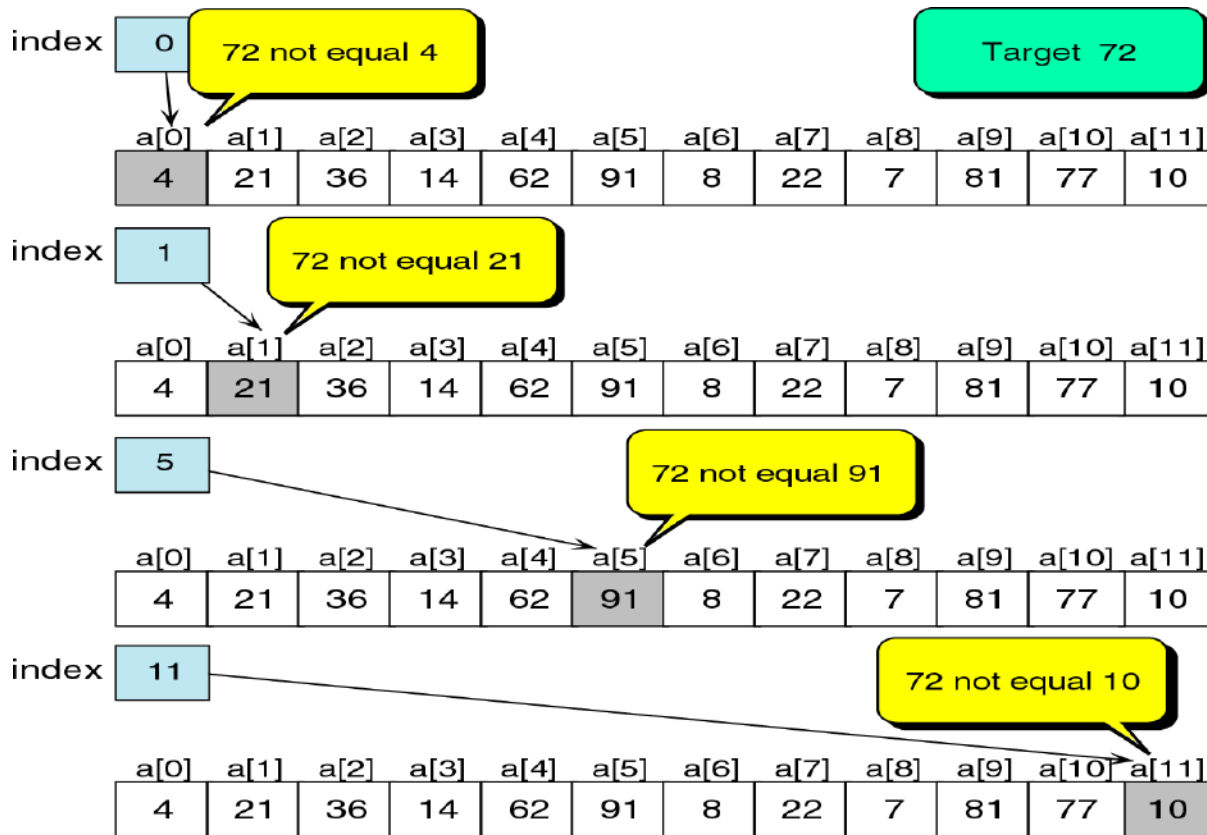 index 0 72 not equal 4 Target 72
a[0] a[1] a[2] a[3] a[4] a[5] a[6] a[7] a[8] a[9] a[10] a[11]
4 21 36 14 62 91 8 22 7 81 77 10
index 1 72 not equal 21
a[0] a[1] a[2] a[3] a[4] a[5] a[6] a[7] a[8] a[9] a[10] a[11]
4 21 36 14 62 91 8 22 7 81 77 10
index 5 72 not equal 91
a[0] a[1] a[2] a[3] a[4] a[5] a[6] a[7] a[8] a[9] a[10] a[11]
4 21 36 14 62 91 8 22 7 81 77 10
index 11 72 not equal 10
a[0] a[1] a[2] a[3] a[4] a[5] a[6] a[7] a[8] a[9] a[10] a[11]
4 21 36 14 62 91 8 22 7 81 77 10